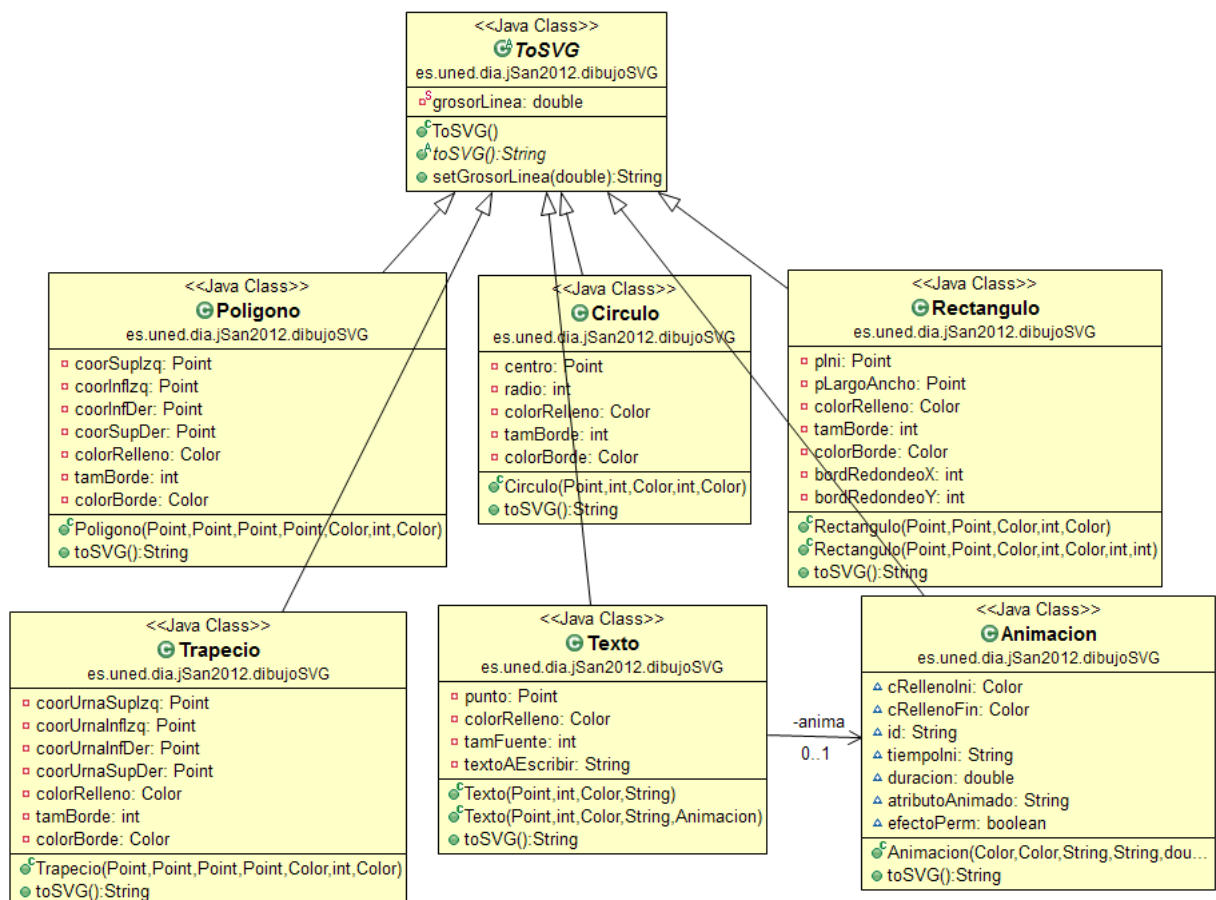 <<Java Class>>
ToSVG
es.uned.dia.jSan2012.dibujoSVG
grosorLinea: double
ToSVG()
toSVG():String
setGrosorLinea(double):String
<<Java Class>>
Poligono
es.uned.dia.jSan2012.dibujoSVG
coorSupIzq: Point
coorInfIzq: Point
coorInfDer: Point
coorSupDer: Point
colorRelleno: Color
tamBorde: int
colorBorde: Color
Poligono(Point,Point,Point,Point,Color,int,Color)
toSVG():String
<<Java Class>>
Circulo
es.uned.dia.jSan2012.dibujoSVG
centro: Point
radio: int
colorRelleno: Color
tamBorde: int
colorBorde: Color
Circulo(Point,int,Color,int,Color)
toSVG():String
<<Java Class>>
Rectangulo
es.uned.dia.jSan2012.dibujoSVG
pIni: Point
pLargoAncho: Point
colorRelleno: Color
tamBorde: int
colorBorde: Color
bordRedondeoX: int
bordRedondeoY: int
Rectangulo(Point,Point,Color,int,Color)
Rectangulo(Point,Point,Color,int,Color,int,int)
toSVG():String
<<Java Class>>
Trapecio
es.uned.dia.jSan2012.dibujoSVG
coorUrnaSupIzq: Point
coorUrnaInfIzq: Point
coorUrnaInfDer: Point
coorUrnaSupDer: Point
colorRelleno: Color
tamBorde: int
colorBorde: Color
Trapecio(Point,Point,Point,Point,Color,int,Color)
toSVG():String
<<Java Class>>
Texto
es.uned.dia.jSan2012.dibujoSVG
punto: Point
colorRelleno: Color
tamFuente: int
textoAEscribir: String
Texto(Point,int,Color,String)
Texto(Point,int,Color,String,Animacion)
toSVG():String
-anima
0..1
<<Java Class>>
Animacion
es.uned.dia.jSan2012.dibujoSVG
cRellenoIni: Color
cRellenoFin: Color
id: String
tiempoIni: String
duracion: double
atributoAnimado: String
efectoPerm: boolean
Animacion(Color,Color,String,String,dou...
toSVG():String